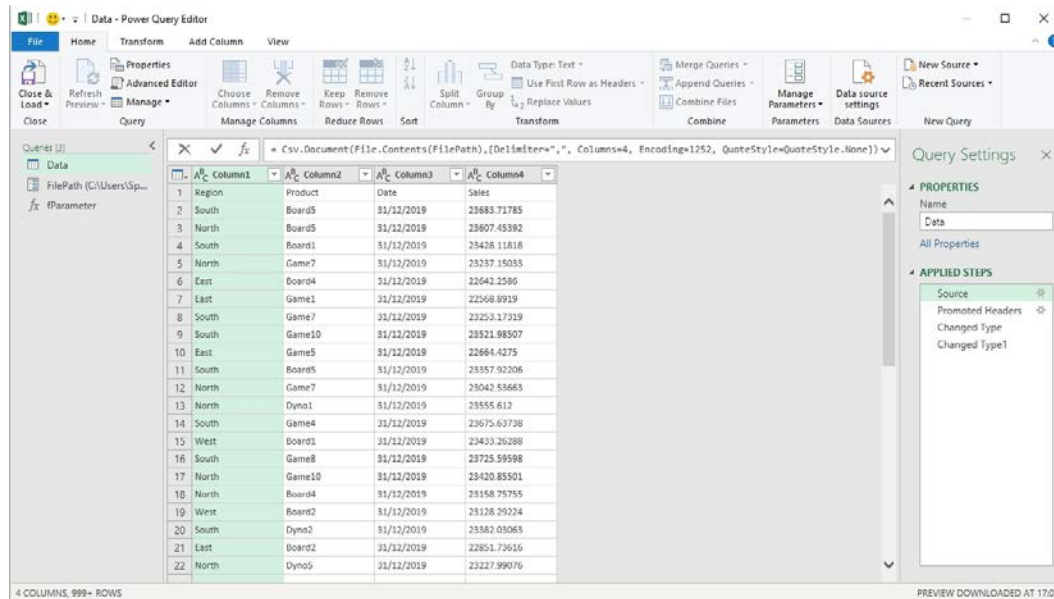 Data - Power Query Editor
File Home Transform Add Column View
Close & Load
Refresh Preview
Properties
Advanced Editor
Manage
Choose Columns
Remove Columns
Keep Rows
Remove Rows
Split Column
Group By
Data Type: Text
Use First Row as Headers
Replace Values
Merge Queries
Append Queries
Combine Files
Manage Parameters
Data source settings
New Source
Recent Sources
Close Query Manage Columns Reduce Rows Sort Transform Combine Parameters Data Sources New Query
Queries [3]
Data
FilePath (C:\Users\Sp...
fx fParameter
fx = Csv.Document(File.Contents(FilePath),[Delimiter=",", Columns=4, Encoding=1252, QuoteStyle=QuoteStyle.None])
ABC Column1 ABC Column2 ABC Column3 ABC Column4
1 Region Product Date Sales
2 South Board5 31/12/2019 23683.71785
3 North Board5 31/12/2019 23607.45392
4 South Board1 31/12/2019 23428.11818
5 North Game7 31/12/2019 23237.15033
6 East Board4 31/12/2019 22642.2586
7 East Game1 31/12/2019 22568.8919
8 South Game7 31/12/2019 23253.17319
9 South Game10 31/12/2019 23521.98507
10 East Game5 31/12/2019 22664.4275
11 South Board5 31/12/2019 23357.92206
12 North Game7 31/12/2019 23042.53663
13 North Dyno1 31/12/2019 23555.612
14 South Game4 31/12/2019 23675.63738
15 West Board1 31/12/2019 23433.26288
16 South Game8 31/12/2019 23725.59598
17 North Game10 31/12/2019 23420.85501
18 North Board4 31/12/2019 23158.75755
19 West Board2 31/12/2019 23128.29224
20 South Dyno2 31/12/2019 23382.03063
21 East Board2 31/12/2019 22851.73616
22 North Dyno5 31/12/2019 23227.99076
Query Settings
PROPERTIES
Name
Data
All Properties
APPLIED STEPS
Source
Promoted Headers
Changed Type
Changed Type1
4 COLUMNS, 999+ ROWS
PREVIEW DOWNLOADED AT 17:0